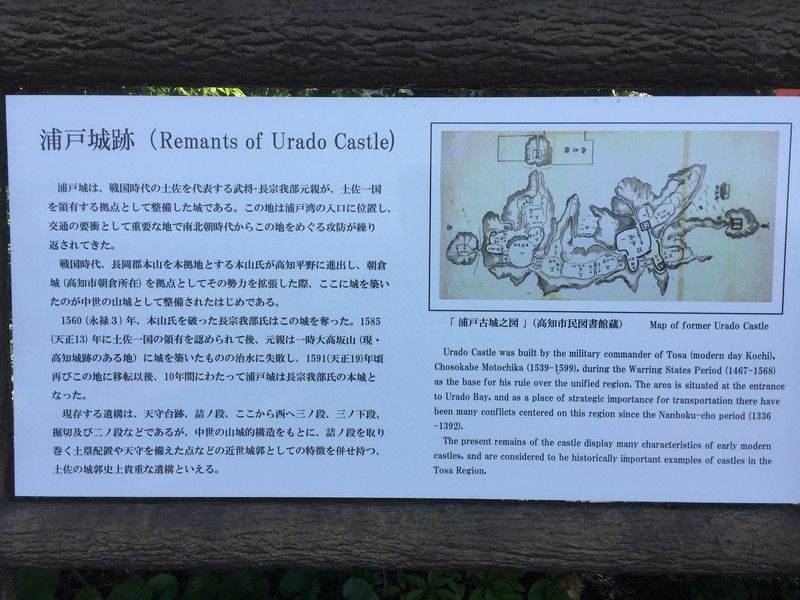 浦戸城跡（Remants of Urado Castle)
浦戸城は、戦国時代の土佐を代表する武将·長宗我部元親が、土佐一国
を領有する拠点として整備した城である。この地は浦戸湾の入口に位置し、
交通の要衝として重要な地で南北朝時代からこの地をめぐる攻防が繰り
返されてきた。
戦国時代、長岡郡本山を本拠地とする本山氏が高知平野に進出し、朝倉
城(高知市朝倉所在）を拠点としてその勢力を拡張した際、ここに城を築い
たのが中世の山城として整備されたはじめである。
1560(永禄３）年、本山氏を破った長宗我部氏はこの城を奪った。1585
(天正13）年に土佐一国の領有を認められて後、元親は一時大高坂山（現・
高知城跡のある地）に城を築いたものの治水に失敗し、1591(天正19)年頃
再びこの地に移転以後、10年間にわたって浦戸城は長宗我部氏の本城と
なった。
現存する遺構は、天守台跡、詰ノ段、ここから西へ三ノ段、三ノ下段、
堀切及び二ノ段などであるが、中世の山城的構造をもとに、詰ノ段を取り
巻く土塁配置や天守を備えた点などの近世城郭としての特徴を併せ持つ、
土佐の城郭史上貴重な遺構といえる。
「 浦戸古城之図 」（高知市民図書館蔵） Map of former Urado Castle
Urado Castle was built by the military commander of Tosa (modern day Kochi),
Chosokabe Motochika (1539-1599), during the Warring States Period (1467-1568)
as the base for his rule over the unified region. The area is situated at the entrance
to Urado Bay, and as a place of strategic importance for transportation there have
been many conflicts centered on this region since the Nanboku-cho period (1336
-1392).
The present remains of the castle display many characteristics of early modern
castles, and are considered to be historically important examples of castles in the
Tosa Region.